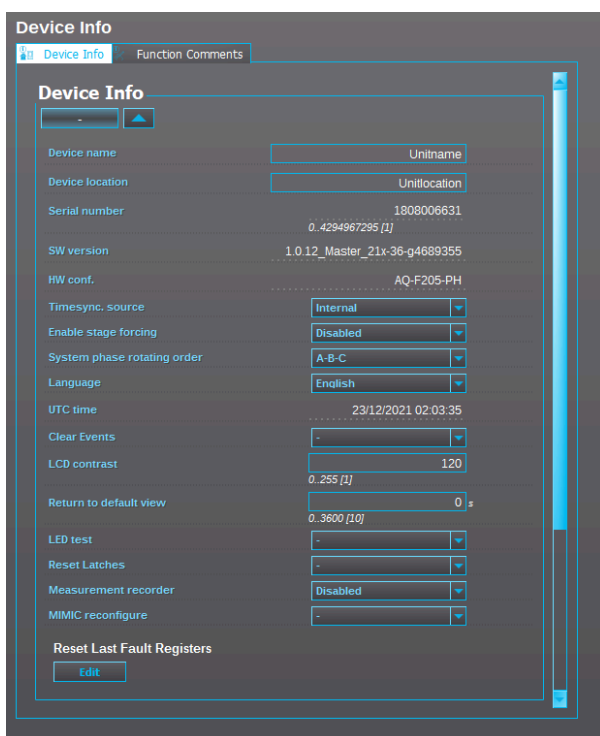 Device Info
Device Info Function Comments
Device Info
-
Device name Unitname
Device location Unitlocation
Serial number 1808006631
0..4294967295 [1]
SW version 1.0.12_Master_21x-36-g4689355
HW conf. AQ-F205-PH
Timesync. source Internal
Enable stage forcing Disabled
System phase rotating order A-B-C
Language English
UTC time 23/12/2021 02:03:35
Clear Events -
LCD contrast 120
0..255 [1]
Return to default view 0 s
0..3600 [10]
LED test -
Reset Latches -
Measurement recorder Disabled
MIMIC reconfigure -
Reset Last Fault Registers
Edit